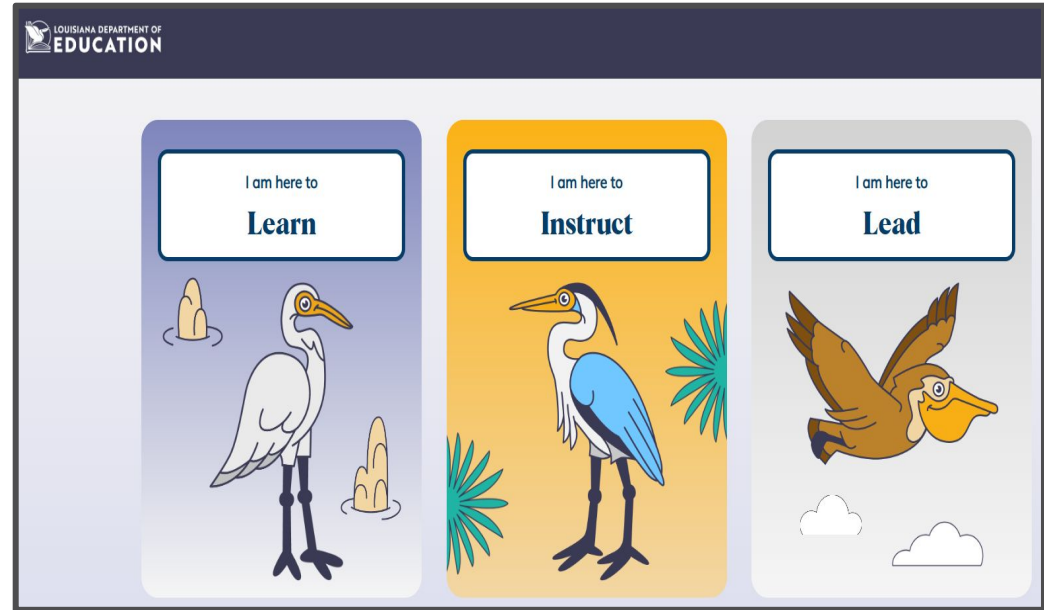 LOUISIANA DEPARTMENT OF
EDUCATION
I am here to
Learn
I am here to
Instruct
I am here to
Lead